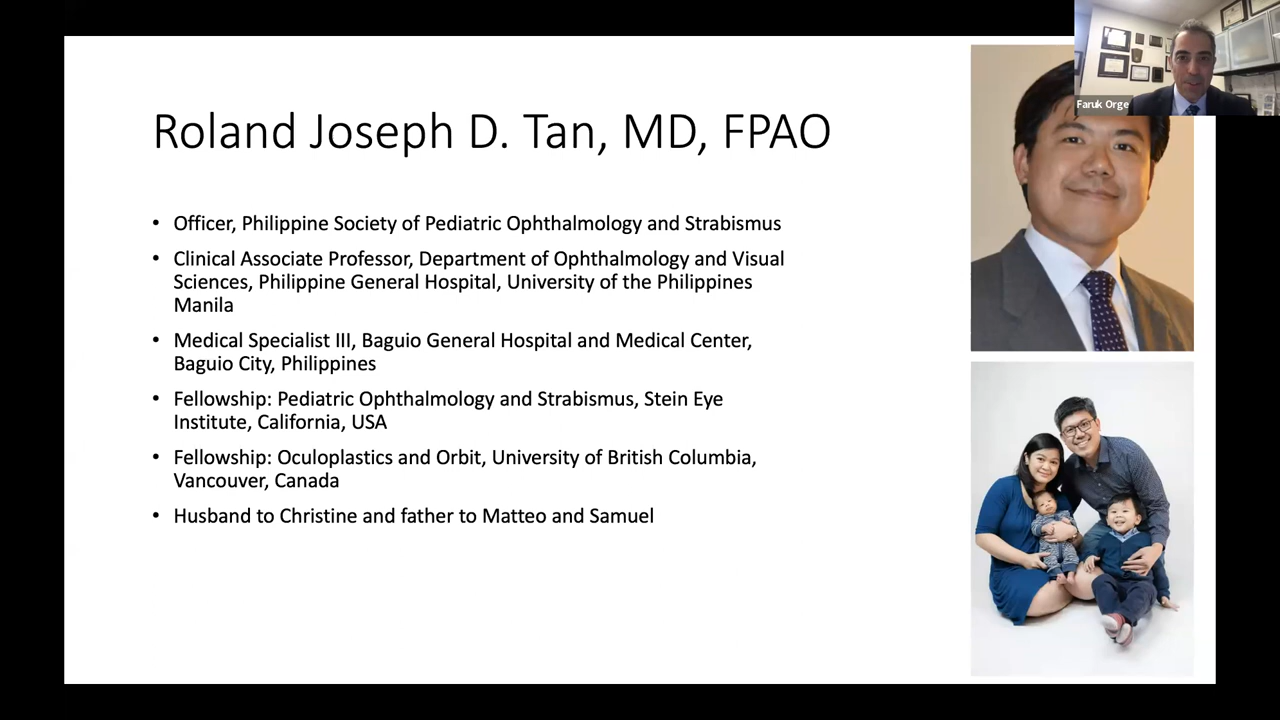 Roland Joseph D. Tan, MD, FPAO
• Officer, Philippine Society of Pediatric Ophthalmology and Strabismus
• Clinical Associate Professor, Department of Ophthalmology and Visual
Sciences, Philippine General Hospital, University of the Philippines
Manila
• Medical Specialist III, Baguio General Hospital and Medical Center,
Baguio City, Philippines
• Fellowship: Pediatric Ophthalmology and Strabismus, Stein Eye
Institute, California, USA
• Fellowship: Oculoplastics and Orbit, University of British Columbia,
Vancouver, Canada
• Husband to Christine and father to Matteo and Samuel
Faruk Orge